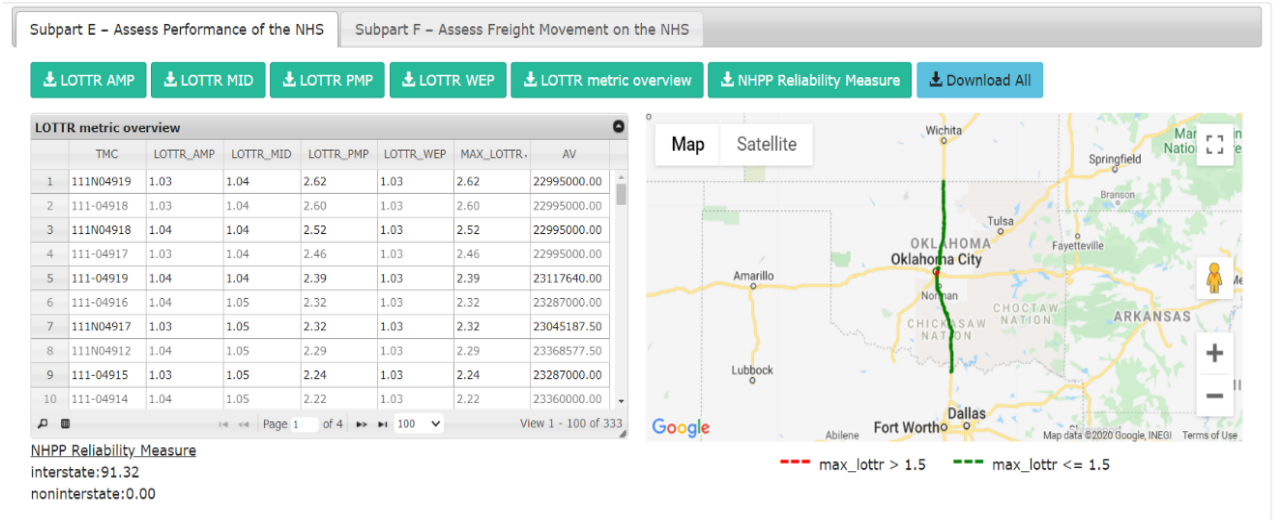 Subpart E – Assess Performance of the NHS
Subpart F – Assess Freight Movement on the NHS
LOTTR AMP
LOTTR MID
LOTTR PMP
LOTTR WEP
LOTTR metric overview
NHPP Reliability Measure
Download All
LOTTR metric overview
TMC LOTTR_AMP LOTTR_MID LOTTR_PMP LOTTR_WEP MAX_LOTTR AV
1 111N04919 1.03 1.04 2.62 1.03 2.62 22995000.00
2 111-04918 1.03 1.04 2.60 1.03 2.60 22995000.00
3 111N04918 1.04 1.04 2.52 1.03 2.52 22995000.00
4 111-04917 1.03 1.04 2.46 1.03 2.46 22995000.00
5 111-04919 1.04 1.04 2.39 1.03 2.39 23117640.00
6 111-04916 1.04 1.05 2.32 1.03 2.32 23287000.00
7 111N04917 1.03 1.05 2.32 1.03 2.32 23045187.50
8 111N04912 1.04 1.05 2.29 1.03 2.29 23368577.50
9 111-04915 1.03 1.05 2.24 1.03 2.24 23287000.00
10 111-04914 1.04 1.05 2.22 1.03 2.22 23360000.00
Page 1 of 4 100 View 1 - 100 of 333
NHPP Reliability Measure
interstate:91.32
noninterstate:0.00
Map Satellite
Wichita
Springfield
Branson
Tulsa
OKLAHOMA
Fayetteville
Oklahoma City
Amarillo
Norman
CHOCTAW
NATION
ARKANSAS
CHICKASAW
NATION
Lubbock
Dallas
Fort Worth
Abilene
Google
Map data ©2020 Google, INEGI Terms of Use
max_lottr > 1.5 max_lottr <= 1.5